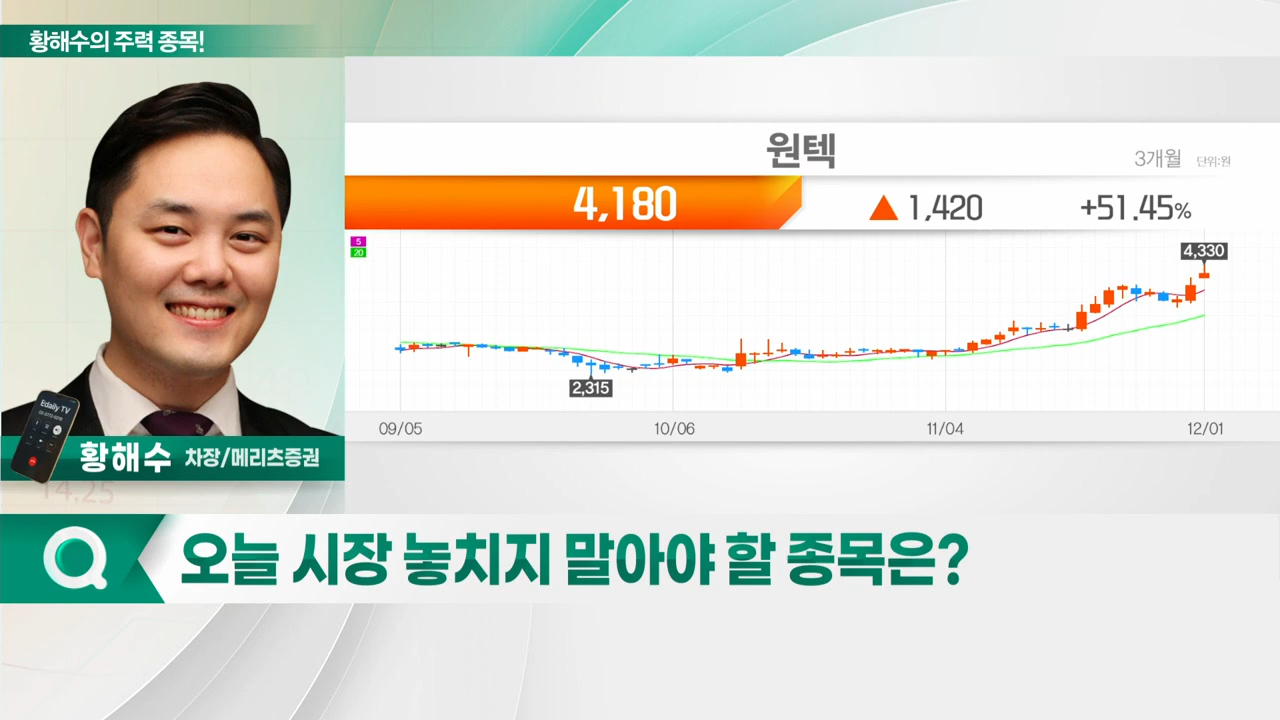 황해수의 주력 종목!
원텍
3개월 단위:원
4,180 ▲ 1,420 +51.45%
5
20
4,330
2,315
09/05 10/06 11/04 12/01
Edaily TV
황해수 차장/메리츠증권
14.25
오늘 시장 놓치지 말아야 할 종목은?